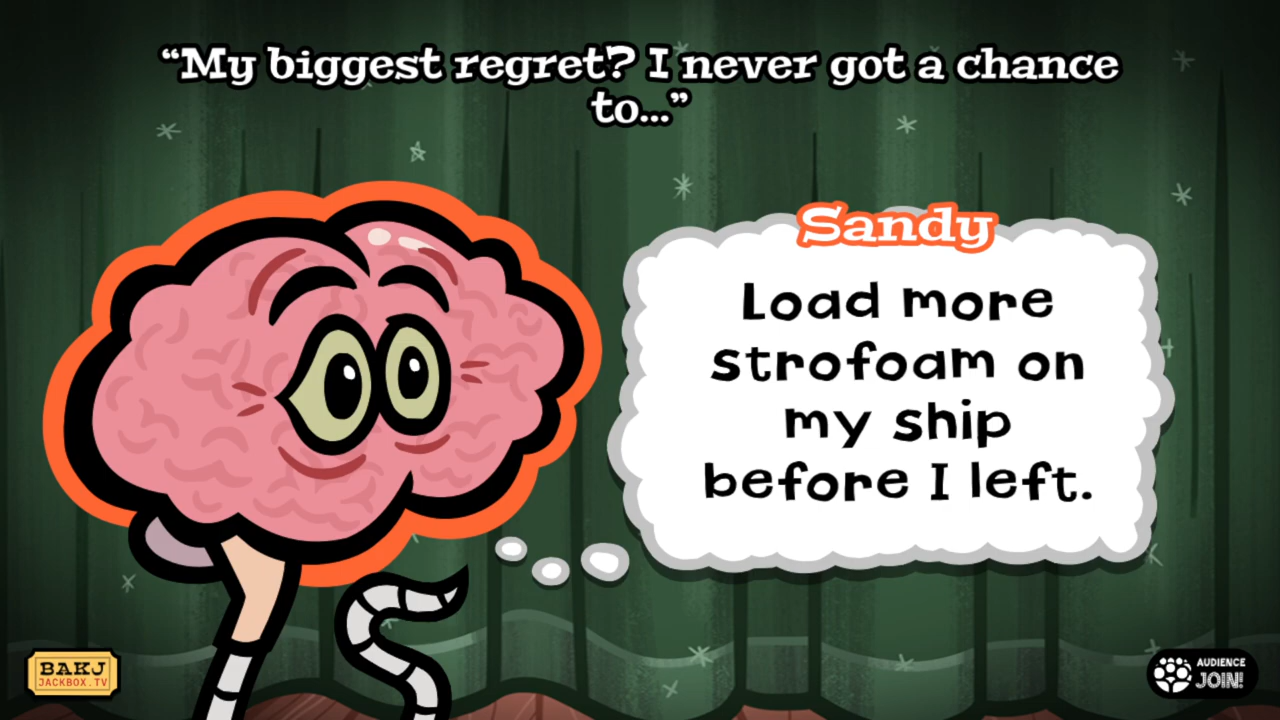 “My biggest regret? I never got a chance
to...”
Sandy
Load more
strofoam on
my ship
before I left.
BAKJ
JACKBOX.TV
AUDIENCE
JOIN!